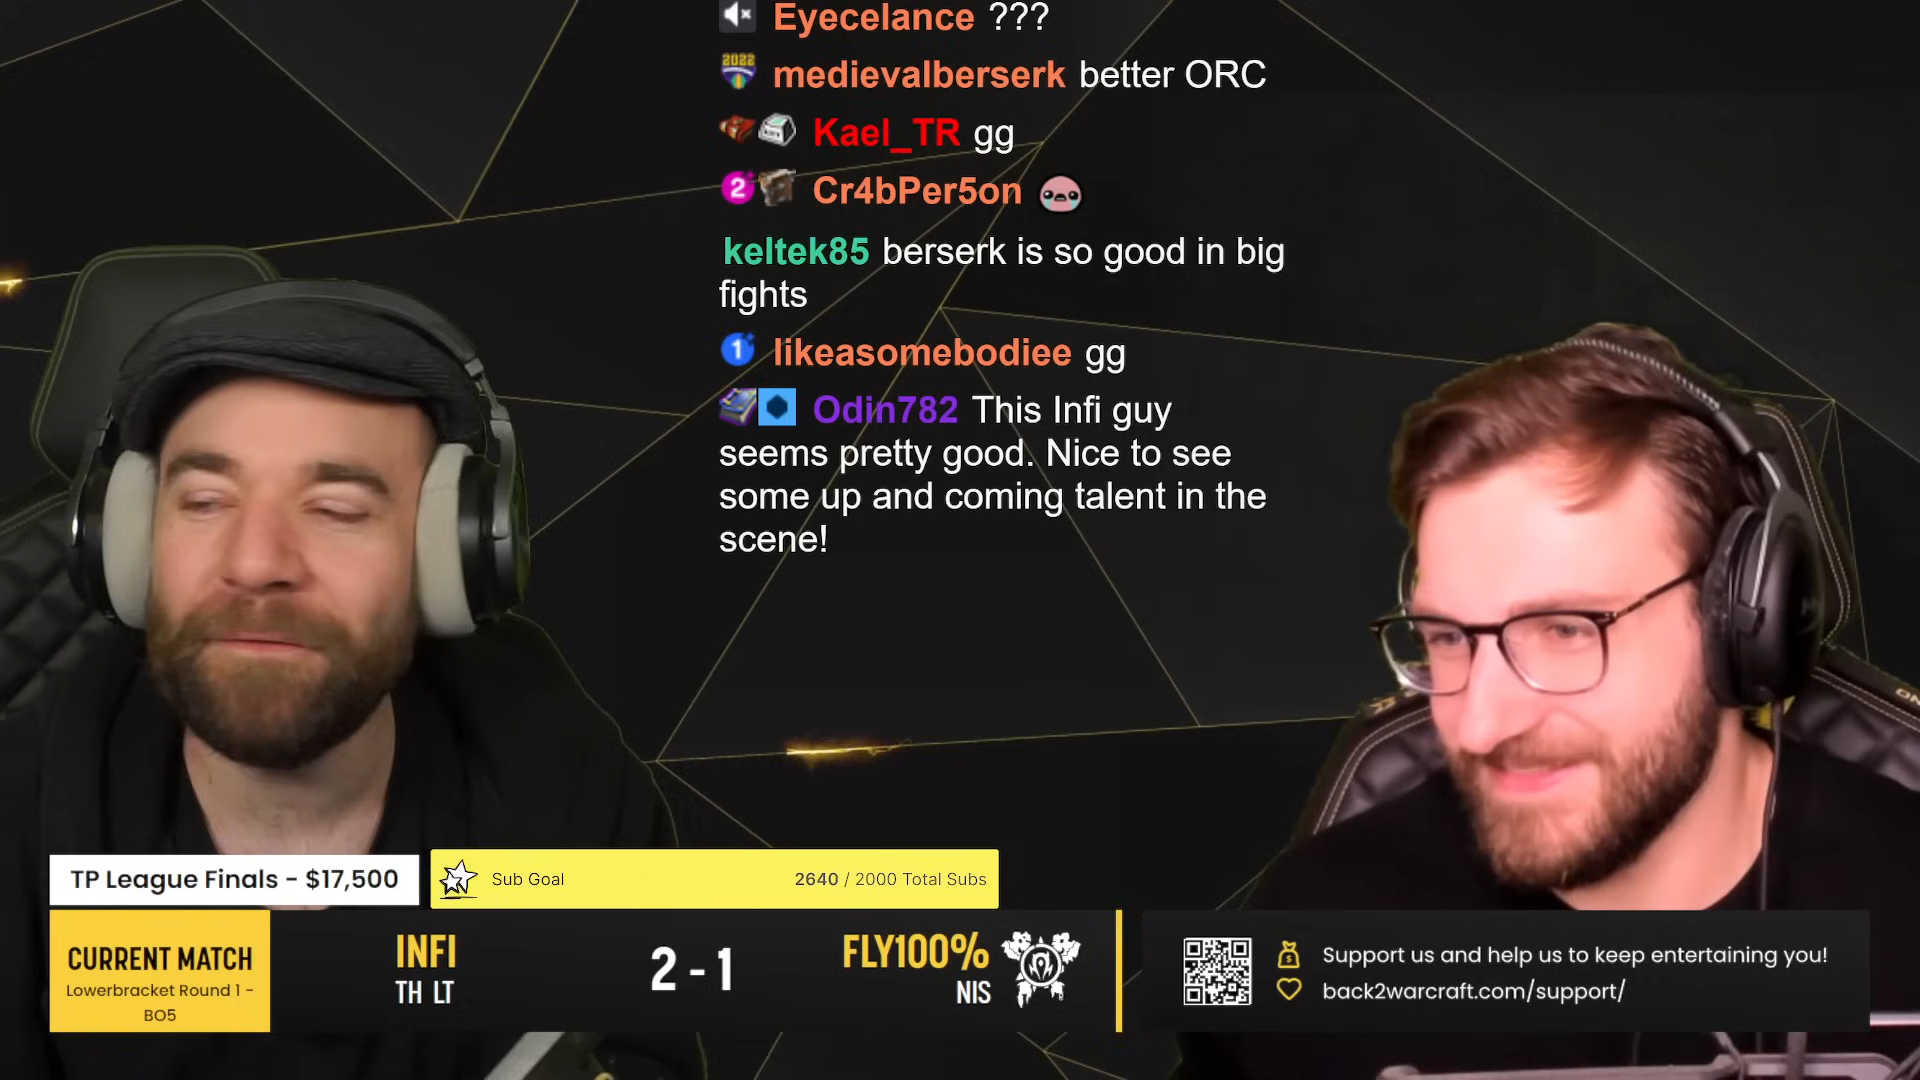 Eyecelance ???
2022
medievalberserk better ORC
Kael_TR gg
2 Cr4bPer5on
keltek85 berserk is so good in big
fights
1 likeasomebodiee gg
Odin782 This Infi guy
seems pretty good. Nice to see
some up and coming talent in the
scene!
TP League Finals - $17,500
Sub Goal 2640 / 2000 Total Subs
CURRENT MATCH
Lowerbracket Round 1 -
BO5
INFI
TH LT
2 - 1
FLY100%
NIS
Support us and help us to keep entertaining you!
back2warcraft.com/support/